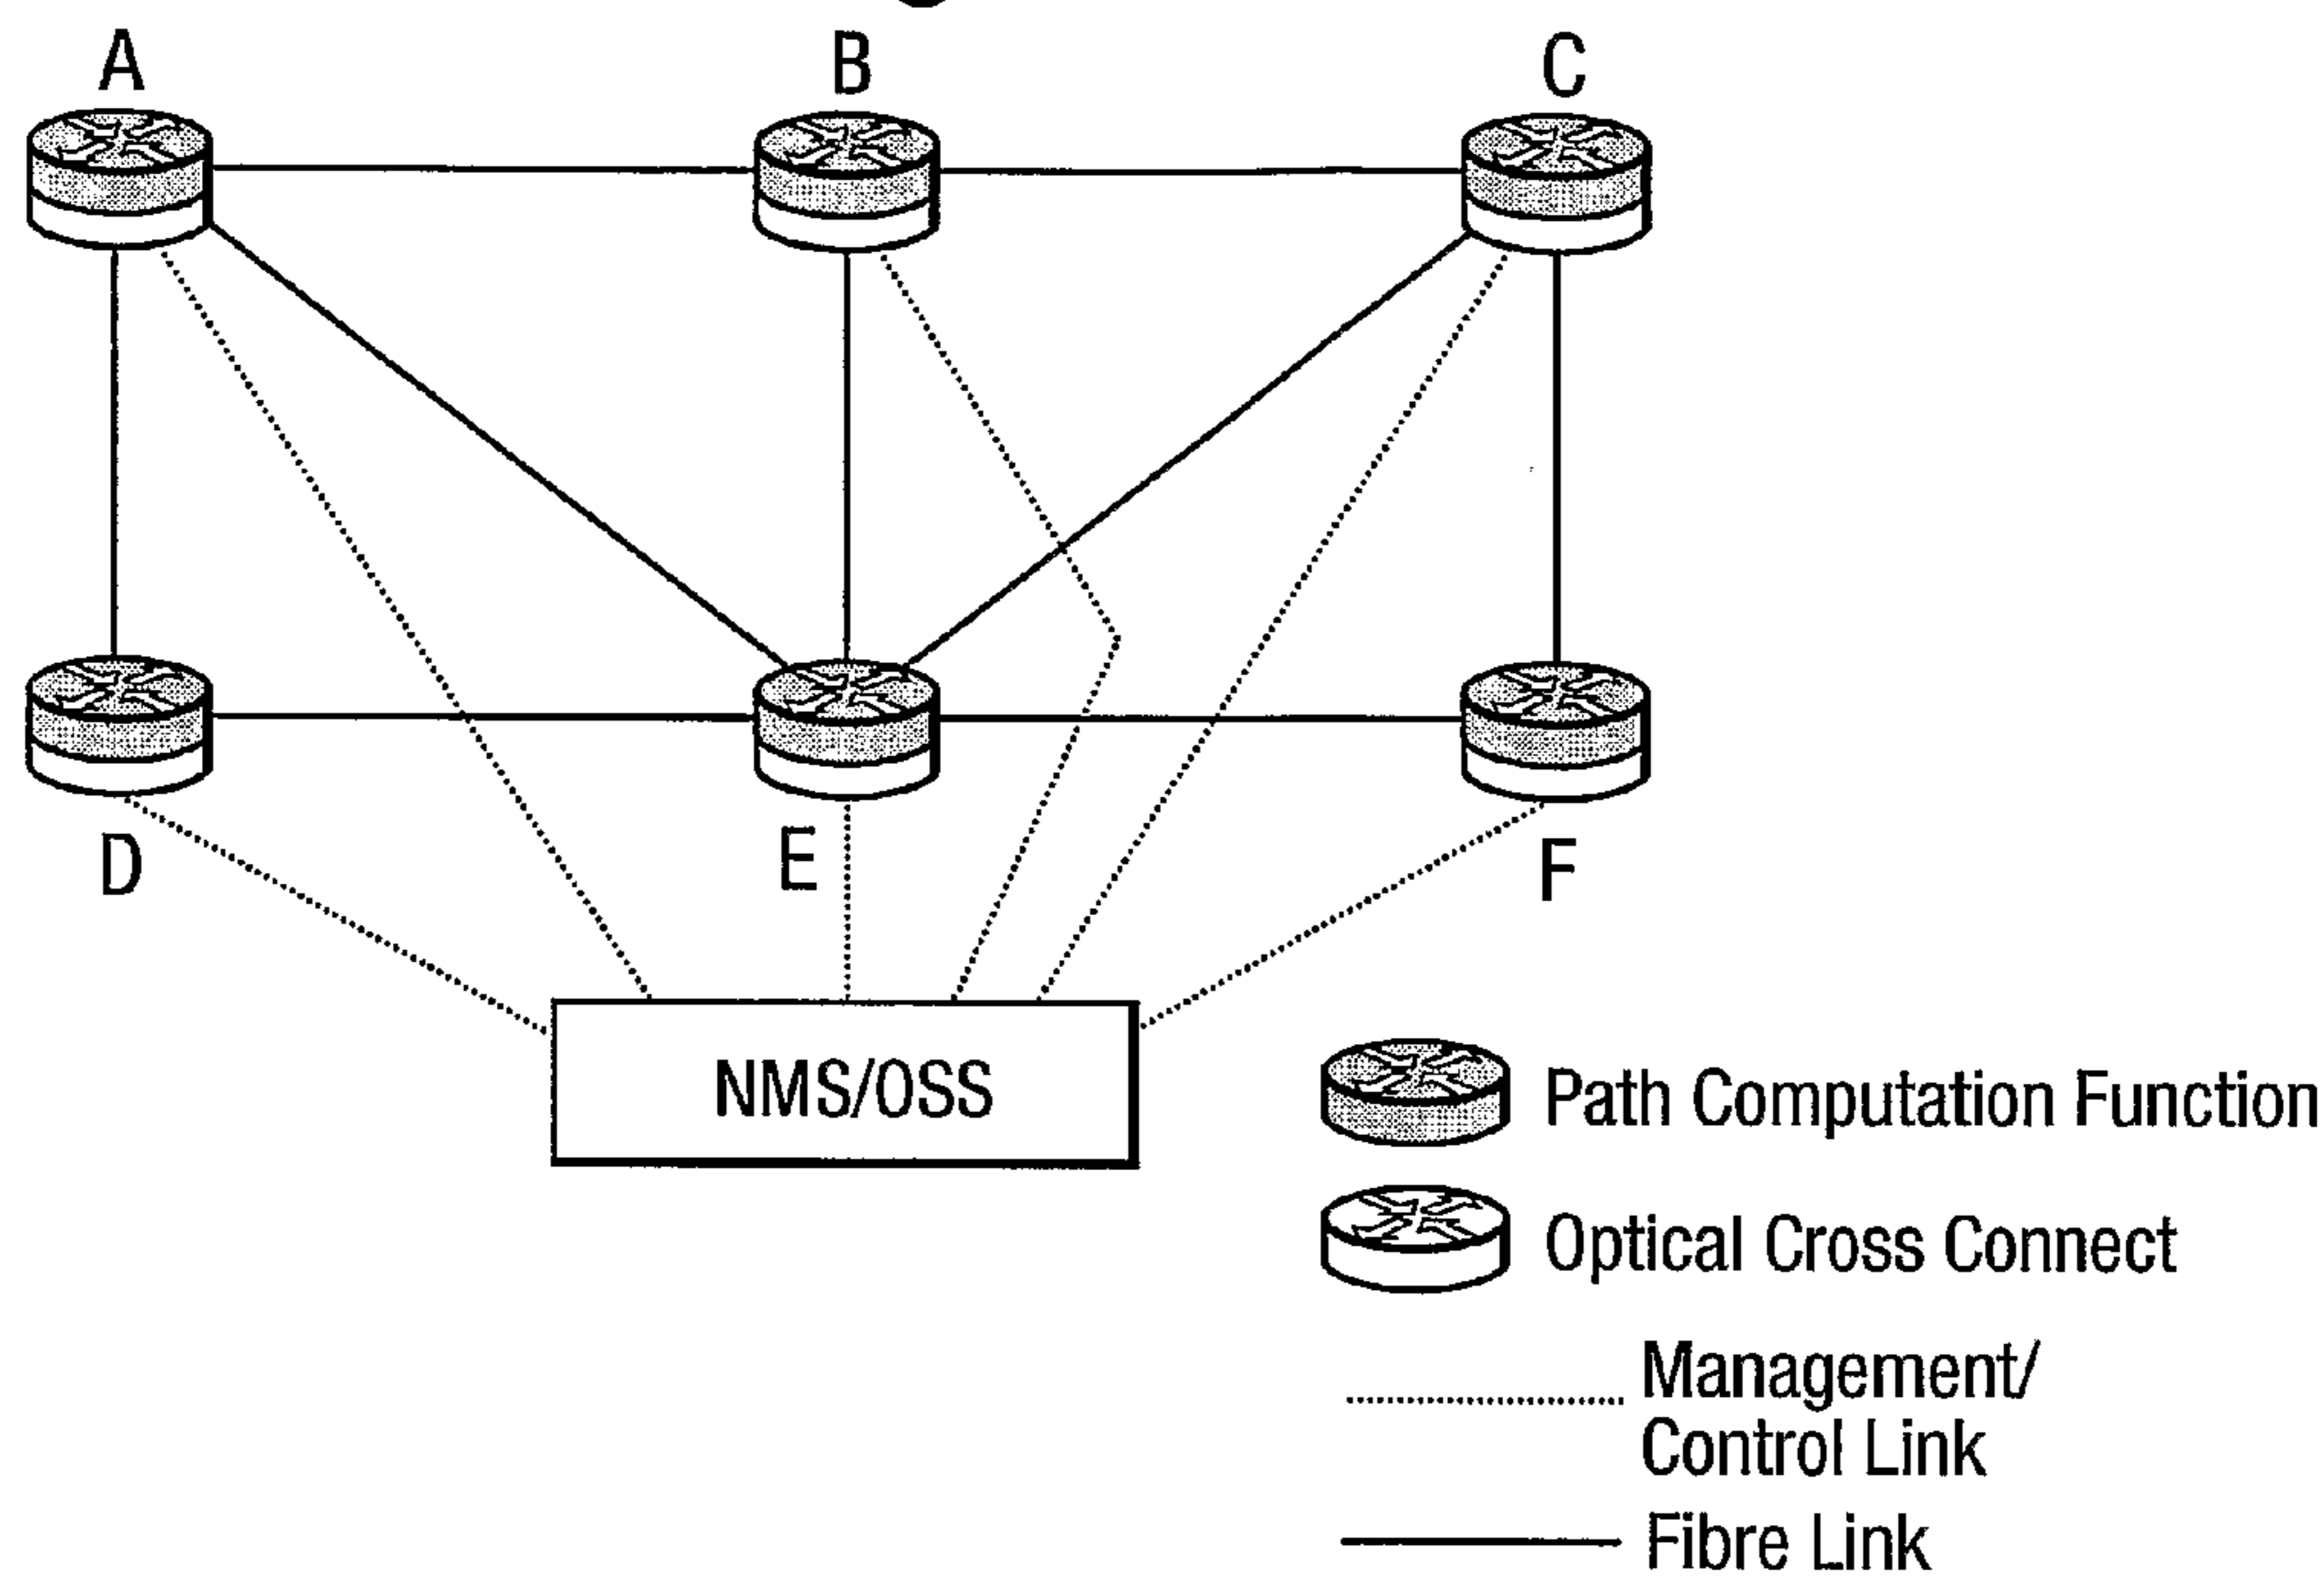 A
B
C
D
E
F
NMS/OSS
Path Computation Function
Optical Cross Connect
Management/
Control Link
Fibre Link